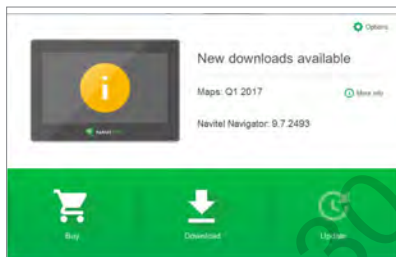 Options
New downloads available
Maps: Q1 2017
More info
Navitel Navigator: 9.7.2493
Buy
Download
Update